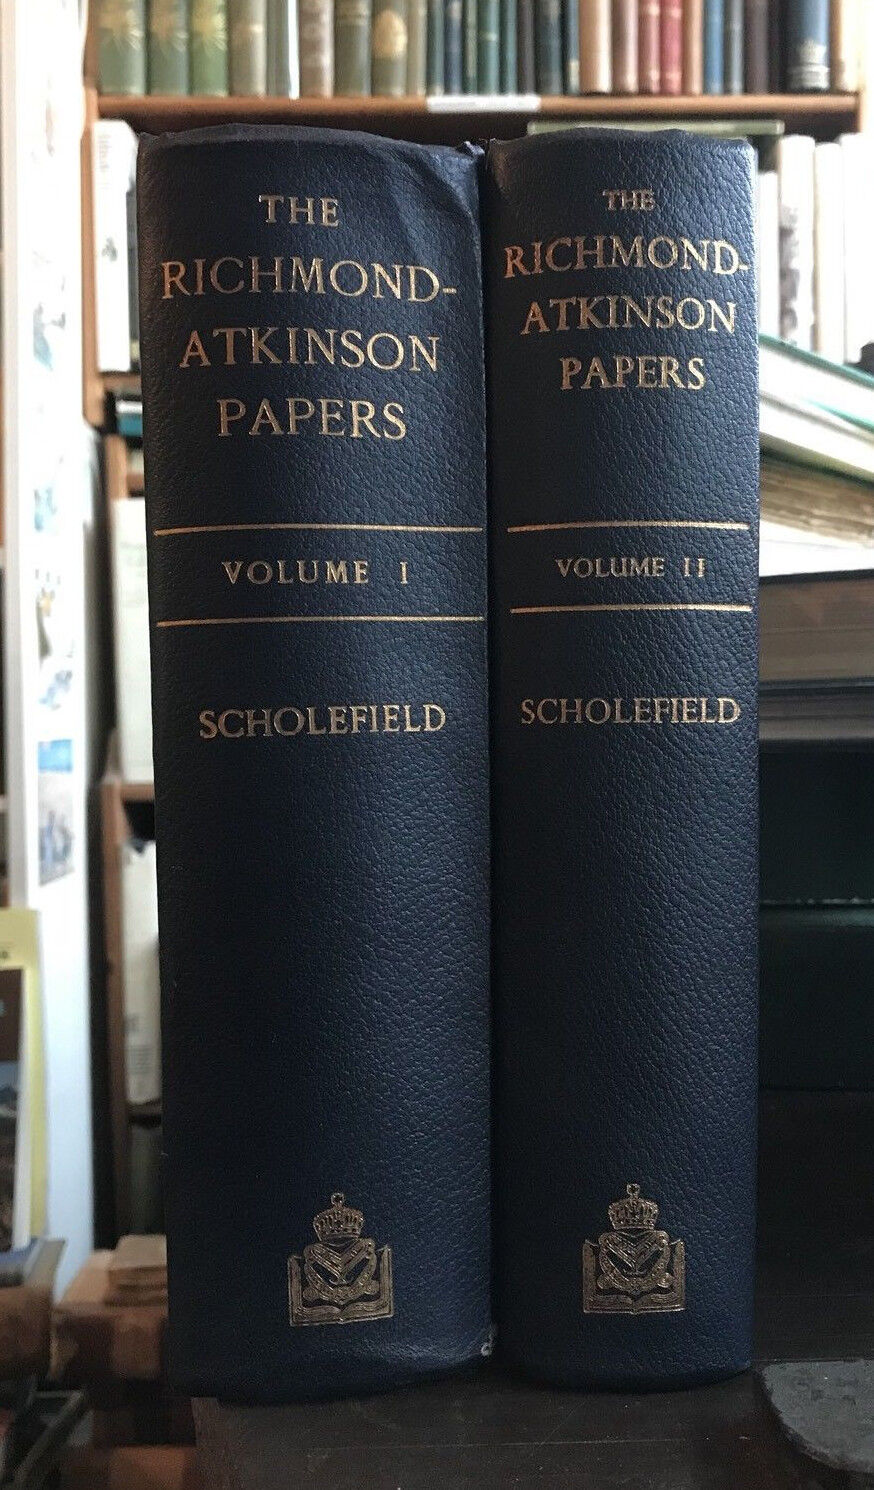 THE
RICHMOND-
ATKINSON
PAPERS
VOLUME I
SCHOLEFIELD
THE
RICHMOND-
ATKINSON
PAPERS
VOLUME II
SCHOLEFIELD